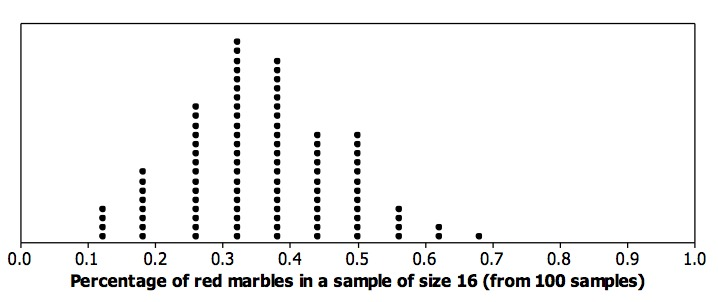 0.0 0.1 0.2 0.3 0.4 0.5 0.6 0.7 0.8 0.9 1.0
Percentage of red marbles in a sample of size 16 (from 100 samples)